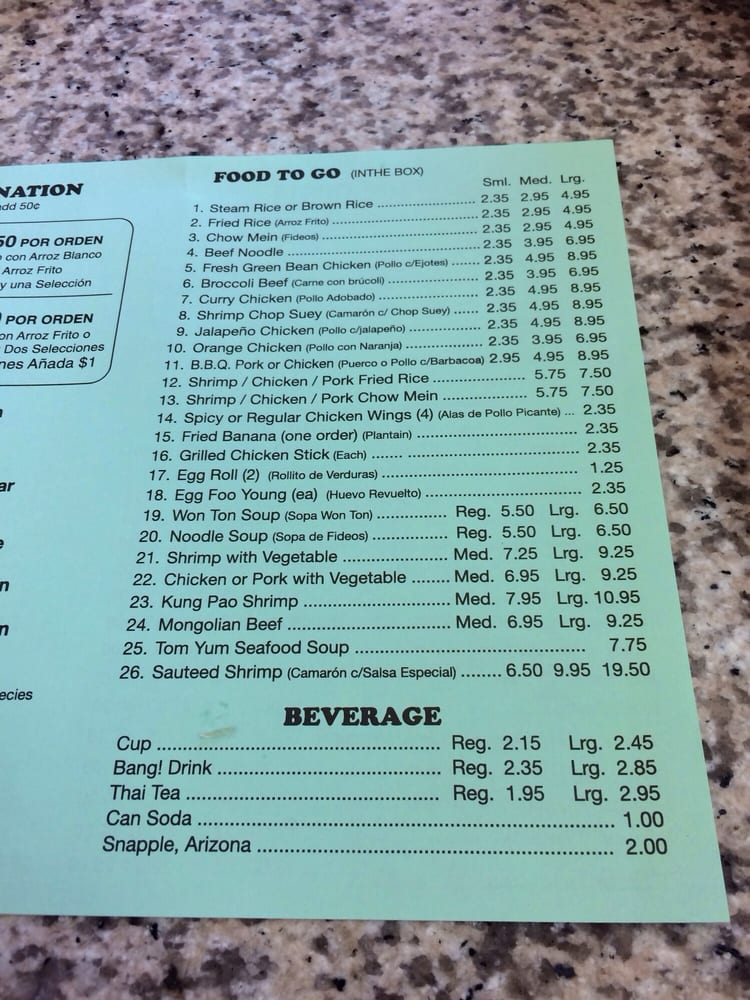 NATION
add 50¢
50 POR ORDEN
con Arroz Blanco
Arroz Frito
y una Selección
POR ORDEN
on Arroz Frito o
Dos Selecciones
nes Añada $1
n
ar
e
n
n
ecies
FOOD TO GO (INTHE BOX)
Sml. Med. Lrg.
1. Steam Rice or Brown Rice ........ 2.35 2.95 4.95
2. Fried Rice (Arroz Frito) ........ 2.35 2.95 4.95
3. Chow Mein (Fideos) ........ 2.35 2.95 4.95
4. Beef Noodle ........ 2.35 3.95 6.95
5. Fresh Green Bean Chicken (Pollo c/Ejotes) ........ 2.35 4.95 8.95
6. Broccoli Beef (Carne con brúcoli) ........ 2.35 3.95 6.95
7. Curry Chicken (Pollo Adobado) ........ 2.35 4.95 8.95
8. Shrimp Chop Suey (Camarón c/ Chop Suey) ........ 2.35 4.95 8.95
9. Jalapeño Chicken (Pollo c/jalapeño) ........ 2.35 4.95 8.95
10. Orange Chicken (Pollo con Naranja) ........ 2.35 3.95 6.95
11. B.B.Q. Pork or Chicken (Puerco o Pollo c/Barbacoa) 2.95 4.95 8.95
12. Shrimp / Chicken / Pork Fried Rice ........ 5.75 7.50
13. Shrimp / Chicken / Pork Chow Mein ........ 5.75 7.50
14. Spicy or Regular Chicken Wings (4) (Alas de Pollo Picante) ... 2.35
15. Fried Banana (one order) (Plantain) ........ 2.35
16. Grilled Chicken Stick (Each) ........ 2.35
17. Egg Roll (2) (Rollito de Verduras) ........ 1.25
18. Egg Foo Young (ea) (Huevo Revuelto) ........ 2.35
19. Won Ton Soup (Sopa Won Ton) ........ Reg. 5.50 Lrg. 6.50
20. Noodle Soup (Sopa de Fideos) ........ Reg. 5.50 Lrg. 6.50
21. Shrimp with Vegetable ........ Med. 7.25 Lrg. 9.25
22. Chicken or Pork with Vegetable ........ Med. 6.95 Lrg. 9.25
23. Kung Pao Shrimp ........ Med. 7.95 Lrg. 10.95
24. Mongolian Beef ........ Med. 6.95 Lrg. 9.25
25. Tom Yum Seafood Soup ........ 7.75
26. Sauteed Shrimp (Camarón c/Salsa Especial) ........ 6.50 9.95 19.50
BEVERAGE
Cup ........ Reg. 2.15 Lrg. 2.45
Bang! Drink ........ Reg. 2.35 Lrg. 2.85
Thai Tea ........ Reg. 1.95 Lrg. 2.95
Can Soda ........ 1.00
Snapple, Arizona ........ 2.00